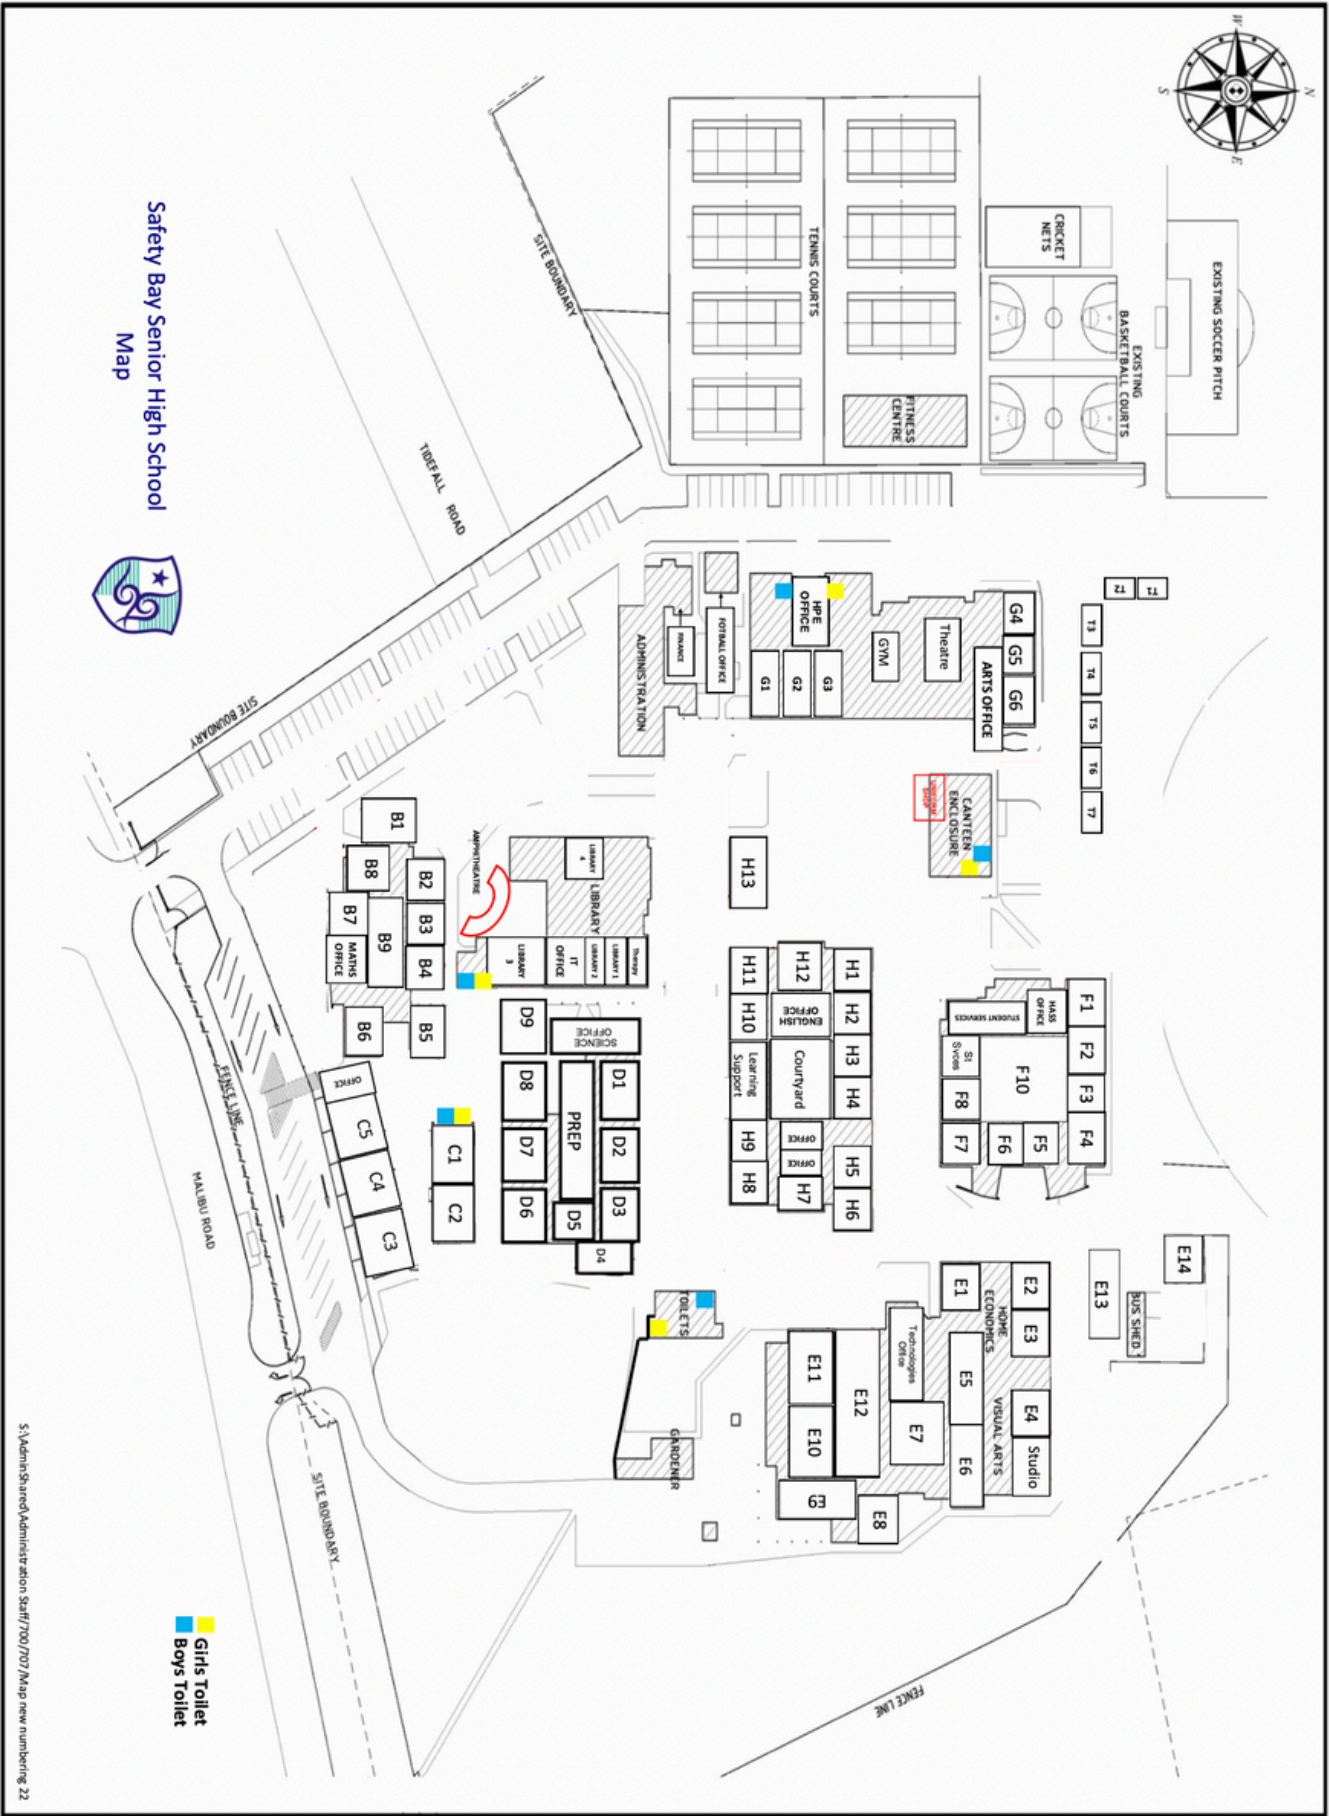 W
N
S
E
EXISTING SOCCER PITCH
CRICKET
NETS
EXISTING
BASKETBALL COURTS
TENNIS COURTS
FITNESS
CENTRE
SITE BOUNDARY
TIDEFALL ROAD
Safety Bay Senior High School
Map
T1
T2
T3
T4
T5
T6
T7
G4
G5
G6
ARTS OFFICE
Theatre
GYM
HPE
OFFICE
G1
G2
G3
FOTBALL OFFICE
FINANCE
ADMINISTRATION
SITE BOUNDARY
CANTEEN
ENCLOSURE
UNIFORM
SHOP
AMPHITHEATRE
LIBRARY
4
LIBRARY
LIBRARY
3
IT
OFFICE
LIBRARY 2
LIBRARY 1
Therapy
B1
B8
B2
B7
B9
B3
MATHS
OFFICE
B4
B6
B5
H13
H11
H12
H1
H10
ENGLISH
OFFICE
H2
Learning
Support
Courtyard
H3
H4
H9
OFFICE
OFFICE
H5
H8
H7
H6
F1
HASS
OFFICE
STUDENT SERVICES
St
Svces
F10
F2
F3
F8
F7
F6
F5
F4
D9
SCIENCE
OFFICE
D8
PREP
D1
D7
D2
D6
D5
D3
D4
OFFICE
C5
C4
C3
C1
C2
FENCE LINE
MALIBU ROAD
TOILETS
GARDENER
E14
E13
BUS SHED
E1
HOME
ECONOMICS
E2
E3
Technologies
Office
E5
E11
E12
E7
E10
E6
VISUAL ARTS
E4
Studio
E9
E8
SITE BOUNDARY
FENCE LINE
Girls Toilet
Boys Toilet
S:\AdminShared\Administration Staff/700/707/Map new numbering 22